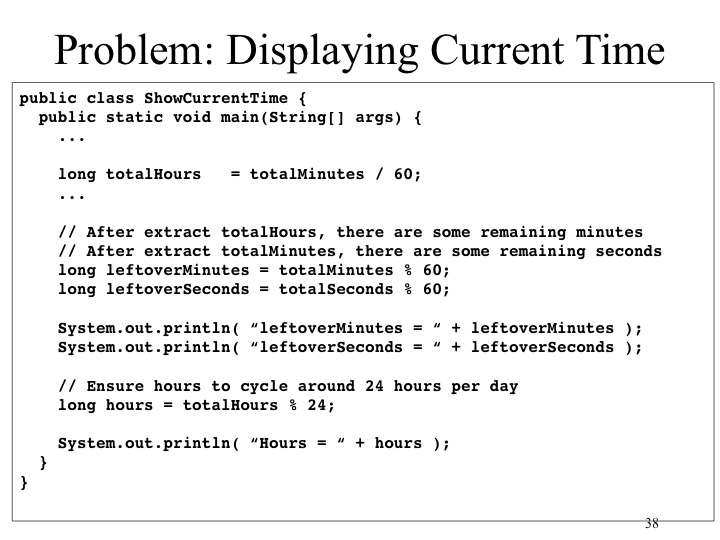 Problem: Displaying Current Time
public class ShowCurrentTime {
  public static void main(String[] args) {
    ...
    long totalHours   = totalMinutes / 60;
    ...
    // After extract totalHours, there are some remaining minutes
    // After extract totalMinutes, there are some remaining seconds
    long leftoverMinutes = totalMinutes % 60;
    long leftoverSeconds = totalSeconds % 60;
    System.out.println( “leftoverMinutes = “ + leftoverMinutes );
    System.out.println( “leftoverSeconds = “ + leftoverSeconds );
    // Ensure hours to cycle around 24 hours per day
    long hours = totalHours % 24;
    System.out.println( “Hours = “ + hours );
  }
}
38